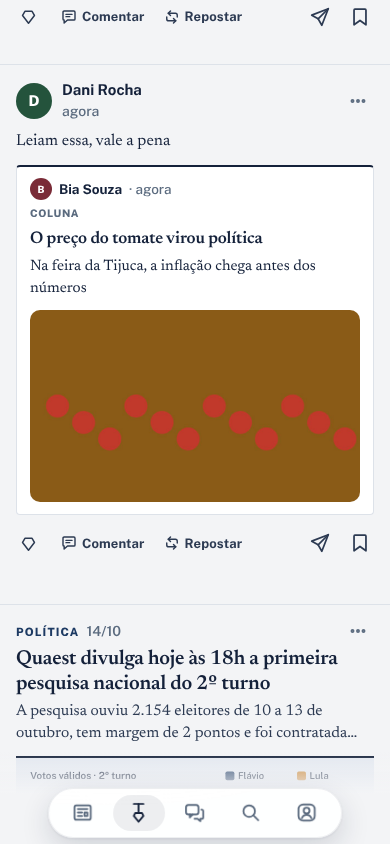 Comentar Repostar
D Dani Rocha
agora
Leiam essa, vale a pena
B Bia Souza · agora
COLUNA
O preço do tomate virou política
Na feira da Tijuca, a inflação chega antes dos
números
Comentar Repostar
POLÍTICA 14/10
Quaest divulga hoje às 18h a primeira
pesquisa nacional do 2º turno
A pesquisa ouviu 2.154 eleitores de 10 a 13 de
outubro, tem margem de 2 pontos e foi contratada...
Votos válidos · 2º turno Flávio Lula